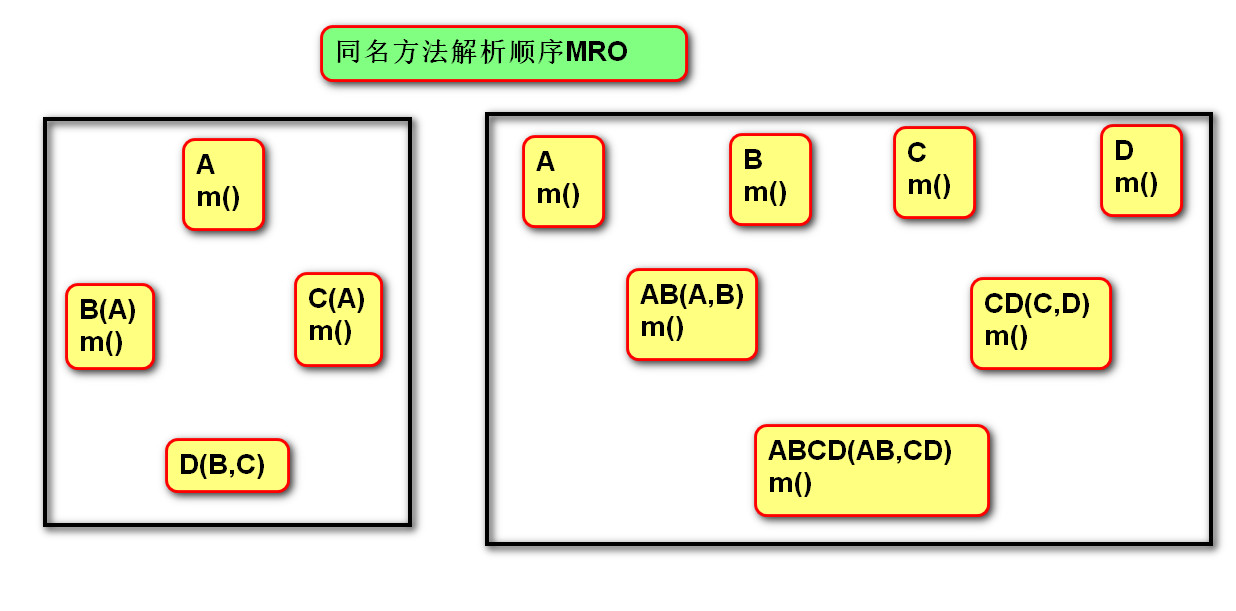 同名方法解析顺序MRO
A
m()
B(A)
m()
C(A)
m()
D(B,C)
A
m()
B
m()
C
m()
D
m()
AB(A,B)
m()
CD(C,D)
m()
ABCD(AB,CD)
m()